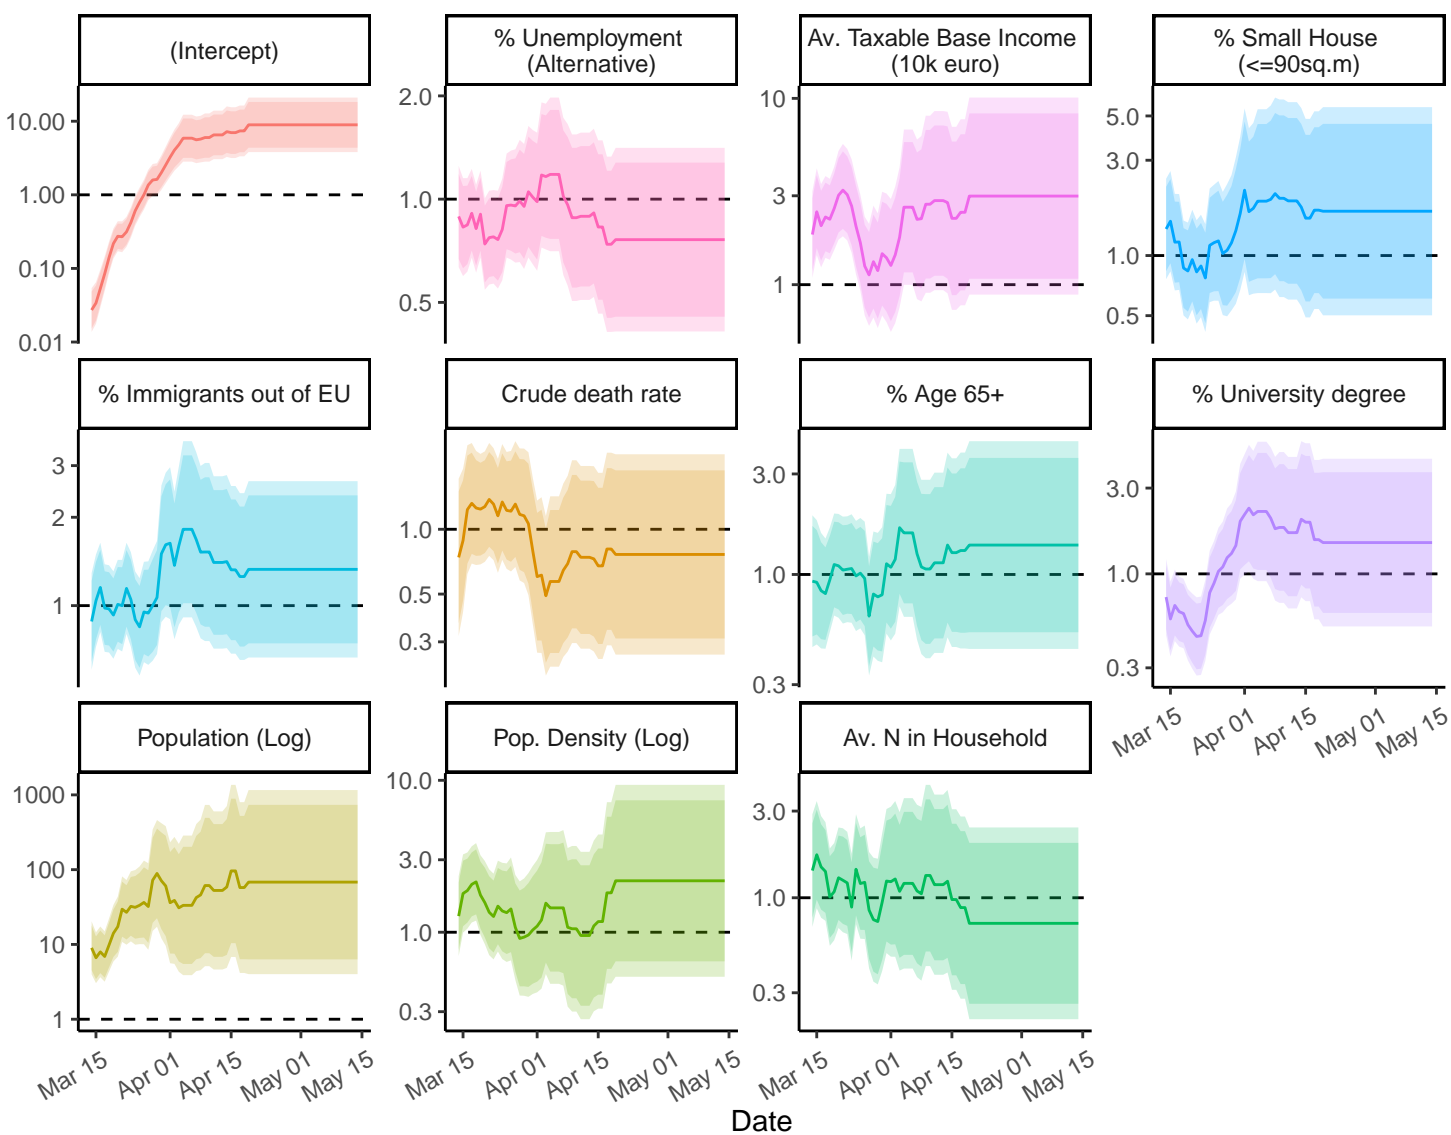 (Intercept)
% Unemployment
(Alternative)
Av. Taxable Base Income
(10k euro)
% Small House
(<=90sq.m)
10.00
1.00
0.10
0.01
2.0
1.0
0.5
10
3
1
5.0
3.0
1.0
0.5
% Immigrants out of EU
Crude death rate
% Age 65+
% University degree
3
2
1
1.0
0.5
0.3
3.0
1.0
0.3
3.0
1.0
0.3
Mar 15
Apr 01
Apr 15
May 01
May 15
Population (Log)
Pop. Density (Log)
Av. N in Household
1000
100
10
1
10.0
3.0
1.0
0.3
3.0
1.0
0.3
Mar 15
Apr 01
Apr 15
May 01
May 15
Mar 15
Apr 01
Apr 15
May 01
May 15
Mar 15
Apr 01
Apr 15
May 01
May 15
Date